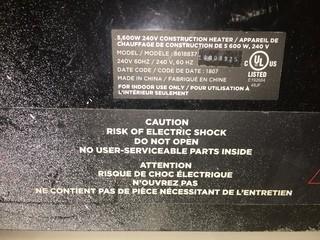 5,600W 240V CONSTRUCTION HEATER / APPAREIL DE
CHAUFFAGE DE CONSTRUCTION DE 5 600 W, 240 V
MODEL / MODÈLE : 8618837
240V 60HZ / 240 V, 60 HZ
DATE CODE / CODE DE DATE : 1807
MADE IN CHINA / FABRIQUÉ EN CHINE
FOR INDOOR USE ONLY / POUR UTILISATION À
L'INTÉRIEUR SEULEMENT
C UL US
LISTED
CAUTION
RISK OF ELECTRIC SHOCK
DO NOT OPEN
NO USER-SERVICEABLE PARTS INSIDE
ATTENTION
RISQUE DE CHOC ÉLECTRIQUE
N'OUVREZ PAS
NE CONTIENT PAS DE PIÈCE NÉCESSITANT DE L'ENTRETIEN